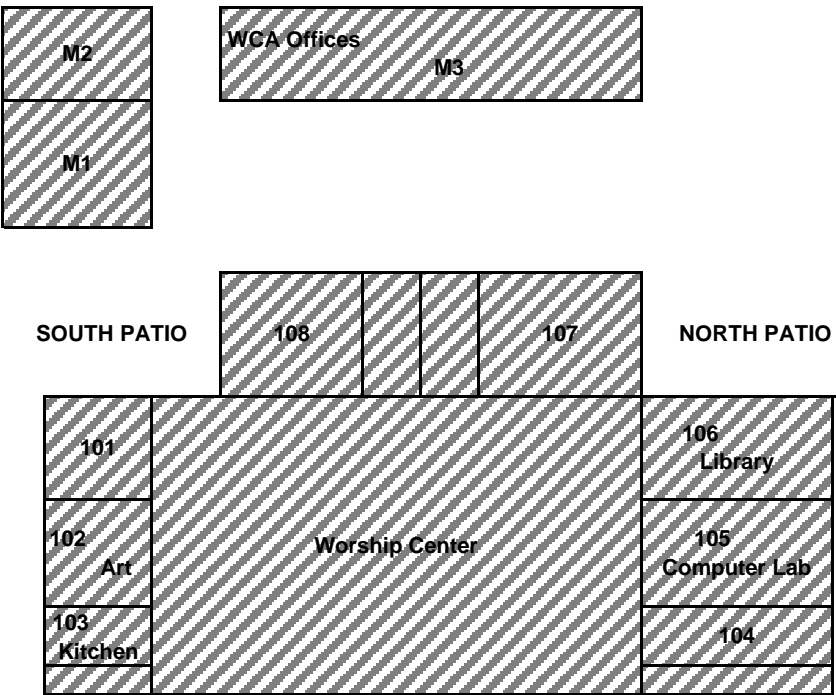 M2
WCA Offices
M3
M1
SOUTH PATIO
108
107
NORTH PATIO
101
106
Library
102
Art
Worship Center
105
Computer Lab
103
Kitchen
104